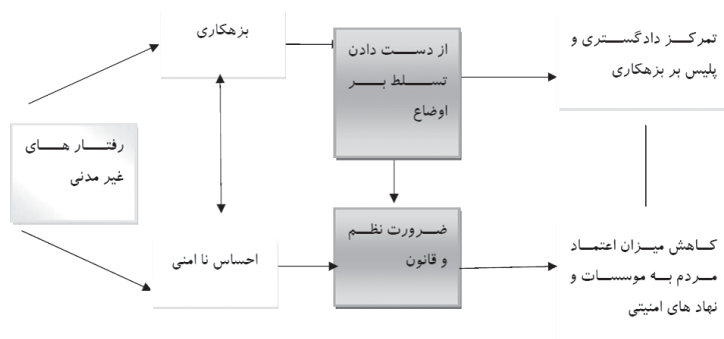 بزهکاری
از دست دادن
تسلط بر
اوضاع
تمرکز دادگستری و
پلیس بر بزهکاری
رفتار های
غیر مدنی
احساس نا امنی
ضرورت نظم
و قانون
کاهش میزان اعتماد
مردم به موسسات و
نهاد های امنیتی